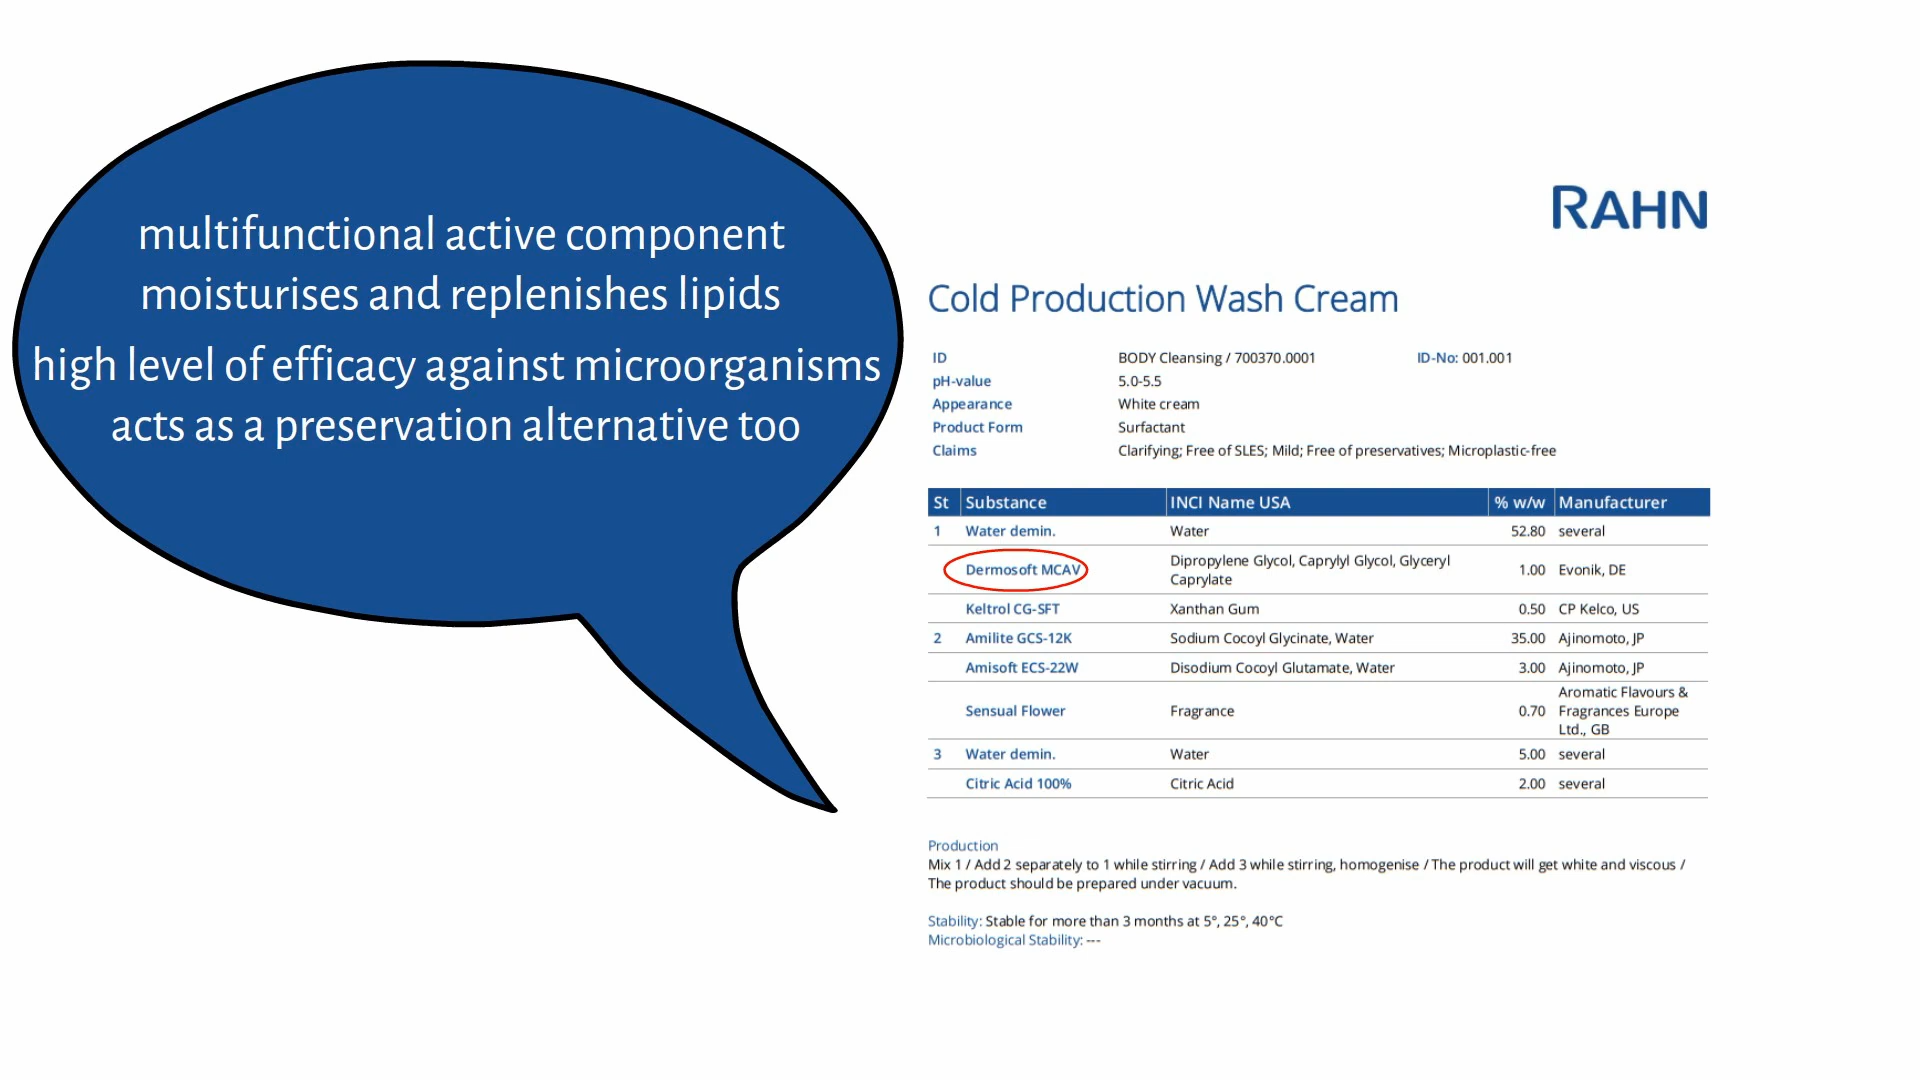 multifunctional active component
moisturises and replenishes lipids
high level of efficacy against microorganisms
acts as a preservation alternative too
RAHN
Cold Production Wash Cream
ID BODY Cleansing / 700370.0001 ID-No: 001.001
pH-value 5.0-5.5
Appearance White cream
Product Form Surfactant
Claims Clarifying; Free of SLES; Mild; Free of preservatives; Microplastic-free
St Substance INCI Name USA % w/w Manufacturer
1 Water demin. Water 52.80 several
Dermosoft MCAV Dipropylene Glycol, Caprylyl Glycol, Glyceryl
Caprylate 1.00 Evonik, DE
Keltrol CG-SFT Xanthan Gum 0.50 CP Kelco, US
2 Amilite GCS-12K Sodium Cocoyl Glycinate, Water 35.00 Ajinomoto, JP
Amisoft ECS-22W Disodium Cocoyl Glutamate, Water 3.00 Ajinomoto, JP
Sensual Flower Fragrance 0.70 Aromatic Flavours &
Fragrances Europe
Ltd., GB
3 Water demin. Water 5.00 several
Citric Acid 100% Citric Acid 2.00 several
Production
Mix 1 / Add 2 separately to 1 while stirring / Add 3 while stirring, homogenise / The product will get white and viscous /
The product should be prepared under vacuum.
Stability: Stable for more than 3 months at 5°, 25°, 40°C
Microbiological Stability: ---